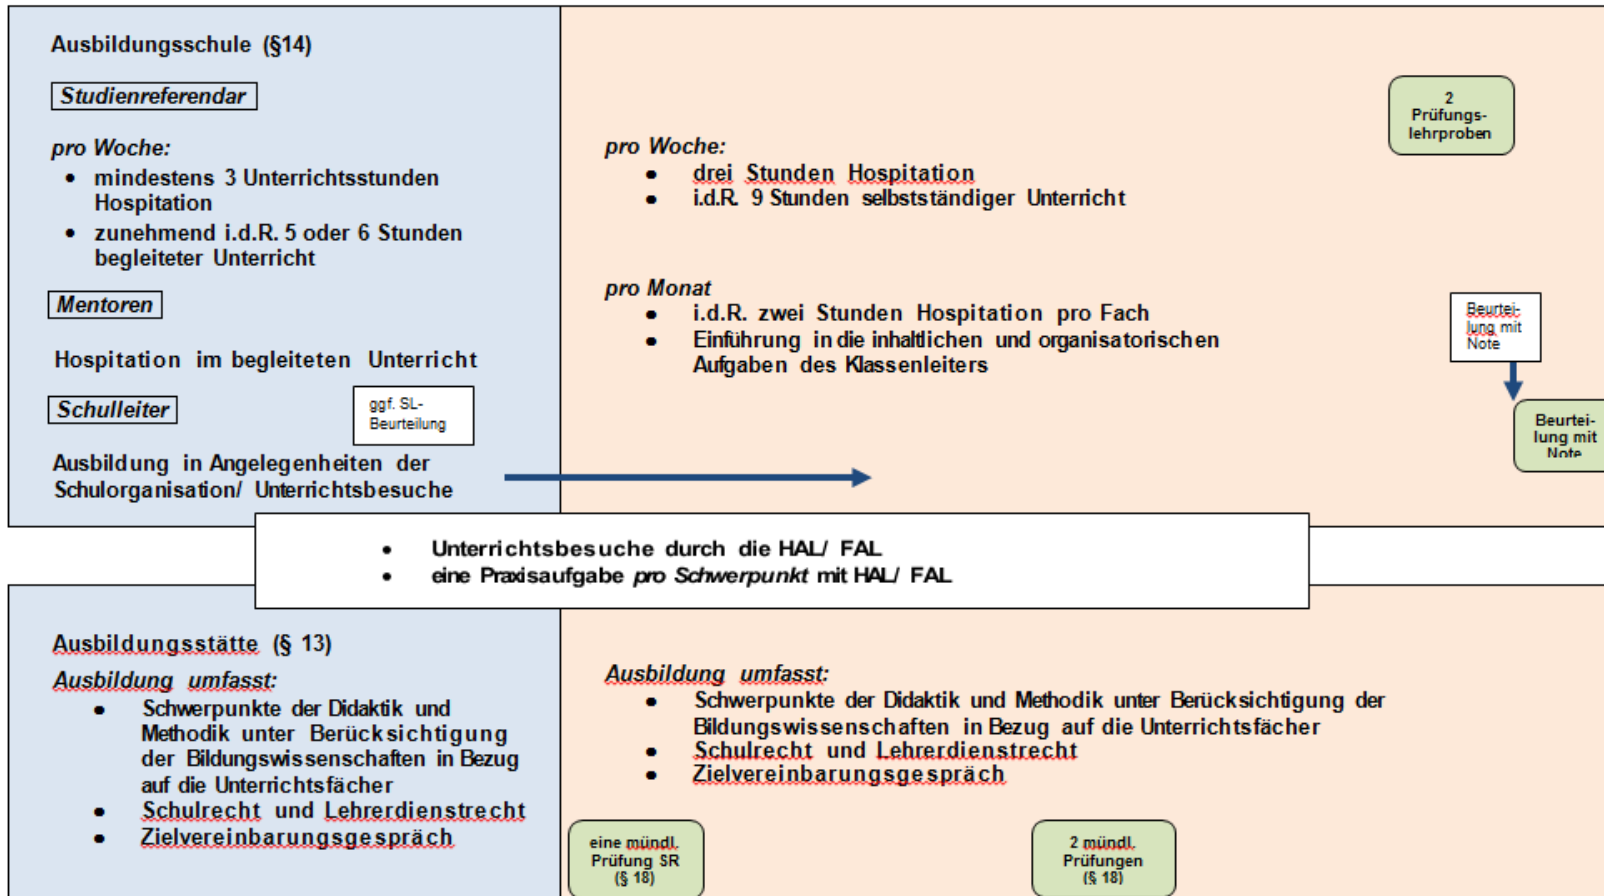 Ausbildungsschule (§14)
Studienreferendar
pro Woche:
• mindestens 3 Unterrichtsstunden
Hospitation
• zunehmend i.d.R. 5 oder 6 Stunden
begleiteter Unterricht
Mentoren
Hospitation im begleiteten Unterricht
Schulleiter
ggf. SL-
Beurteilung
Ausbildung in Angelegenheiten der
Schulorganisation/ Unterrichtsbesuche
2
Prüfungs-
lehrproben
pro Woche:
• drei Stunden Hospitation
• i.d.R. 9 Stunden selbstständiger Unterricht
pro Monat
• i.d.R. zwei Stunden Hospitation pro Fach
• Einführung in die inhaltlichen und organisatorischen
Aufgaben des Klassenleiters
Beurtei-
lung mit
Note
Beurtei-
lung mit
Note
• Unterrichtsbesuche durch die HAL/ FAL
• eine Praxisaufgabe pro Schwerpunkt mit HAL/ FAL
Ausbildungsstätte (§ 13)
Ausbildung umfasst:
• Schwerpunkte der Didaktik und
Methodik unter Berücksichtigung
der Bildungswissenschaften in Bezug
auf die Unterrichtsfächer
• Schulrecht und Lehrerdienstrecht
• Zielvereinbarungsgespräch
Ausbildung umfasst:
• Schwerpunkte der Didaktik und Methodik unter Berücksichtigung der
Bildungswissenschaften in Bezug auf die Unterrichtsfächer
• Schulrecht und Lehrerdienstrecht
• Zielvereinbarungsgespräch
eine mündl.
Prüfung SR
(§ 18)
2 mündl.
Prüfungen
(§ 18)